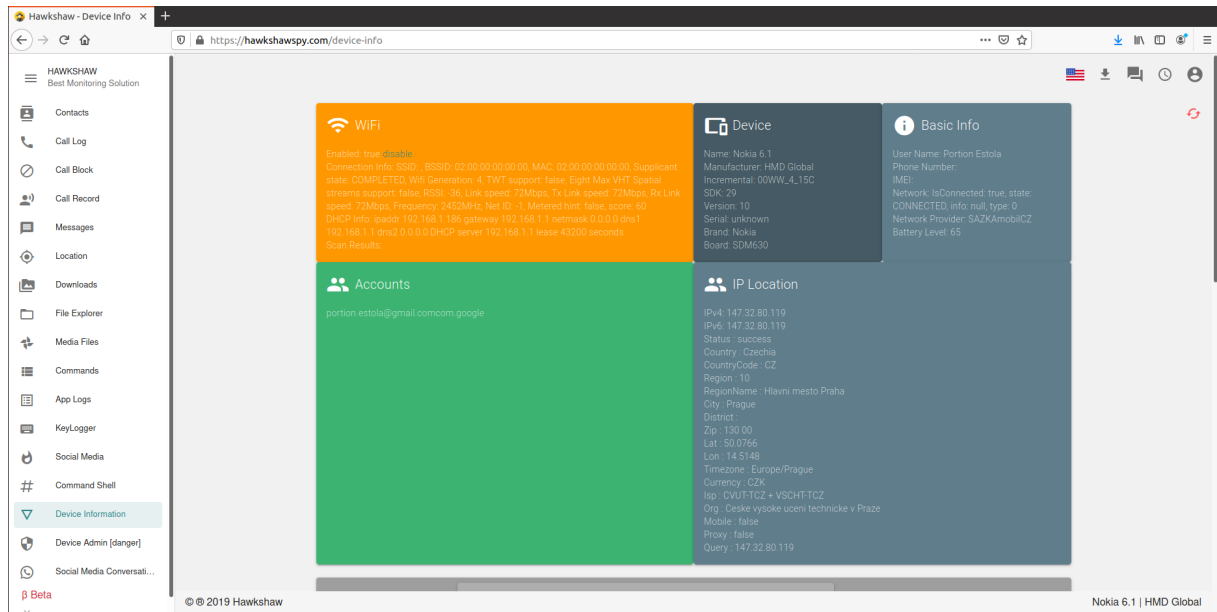 Hawkshaw - Device Info
https://hawkshawspy.com/device-info
HAWKSHAW
Best Monitoring Solution
Contacts
Call Log
Call Block
Call Record
Messages
Location
Downloads
File Explorer
Media Files
Commands
App Logs
KeyLogger
Social Media
Command Shell
Device Information
Device Admin [danger]
Social Media Conversati...
β Beta
WiFi
Enabled: true disable
Connection Info: SSID: , BSSID: 02:00:00:00:00:00, MAC: 02:00:00:00:00:00, Supplicant
state: COMPLETED, Wifi Generation: 4, TWT support: false, Eight Max VHT Spatial
streams support: false, RSSI: -36, Link speed: 72Mbps, Tx Link speed: 72Mbps, Rx Link
speed: 72Mbps, Frequency: 2452MHz, Net ID: -1, Metered hint: false, score: 60
DHCP Info: ipaddr 192.168.1.186 gateway 192.168.1.1 netmask 0.0.0.0 dns1
192.168.1.1 dns2 0.0.0.0 DHCP server 192.168.1.1 lease 43200 seconds
Scan Results:
Device
Name: Nokia 6.1
Manufacturer: HMD Global
Incremental: 00WW_4_15C
SDK: 29
Version: 10
Serial: unknown
Brand: Nokia
Board: SDM630
Basic Info
User Name: Portion Estola
Phone Number:
IMEI:
Network: IsConnected: true, state:
CONNECTED, info: null, type: 0
Network Provider: SAZKAmobilCZ
Battery Level: 65
Accounts
portion.estola@gmail.comcom.google
IP Location
IPv4: 147.32.80.119
IPv6: 147.32.80.119
Status : success
Country : Czechia
CountryCode : CZ
Region : 10
RegionName : Hlavni mesto Praha
City : Prague
District :
Zip : 130 00
Lat : 50.0766
Lon : 14.5148
Timezone : Europe/Prague
Currency : CZK
Isp : CVUT-TCZ + VSCHT-TCZ
Org : Ceske vysoke uceni technicke v Praze
Mobile : false
Proxy : false
Query : 147.32.80.119
© ® 2019 Hawkshaw
Nokia 6.1 | HMD Global